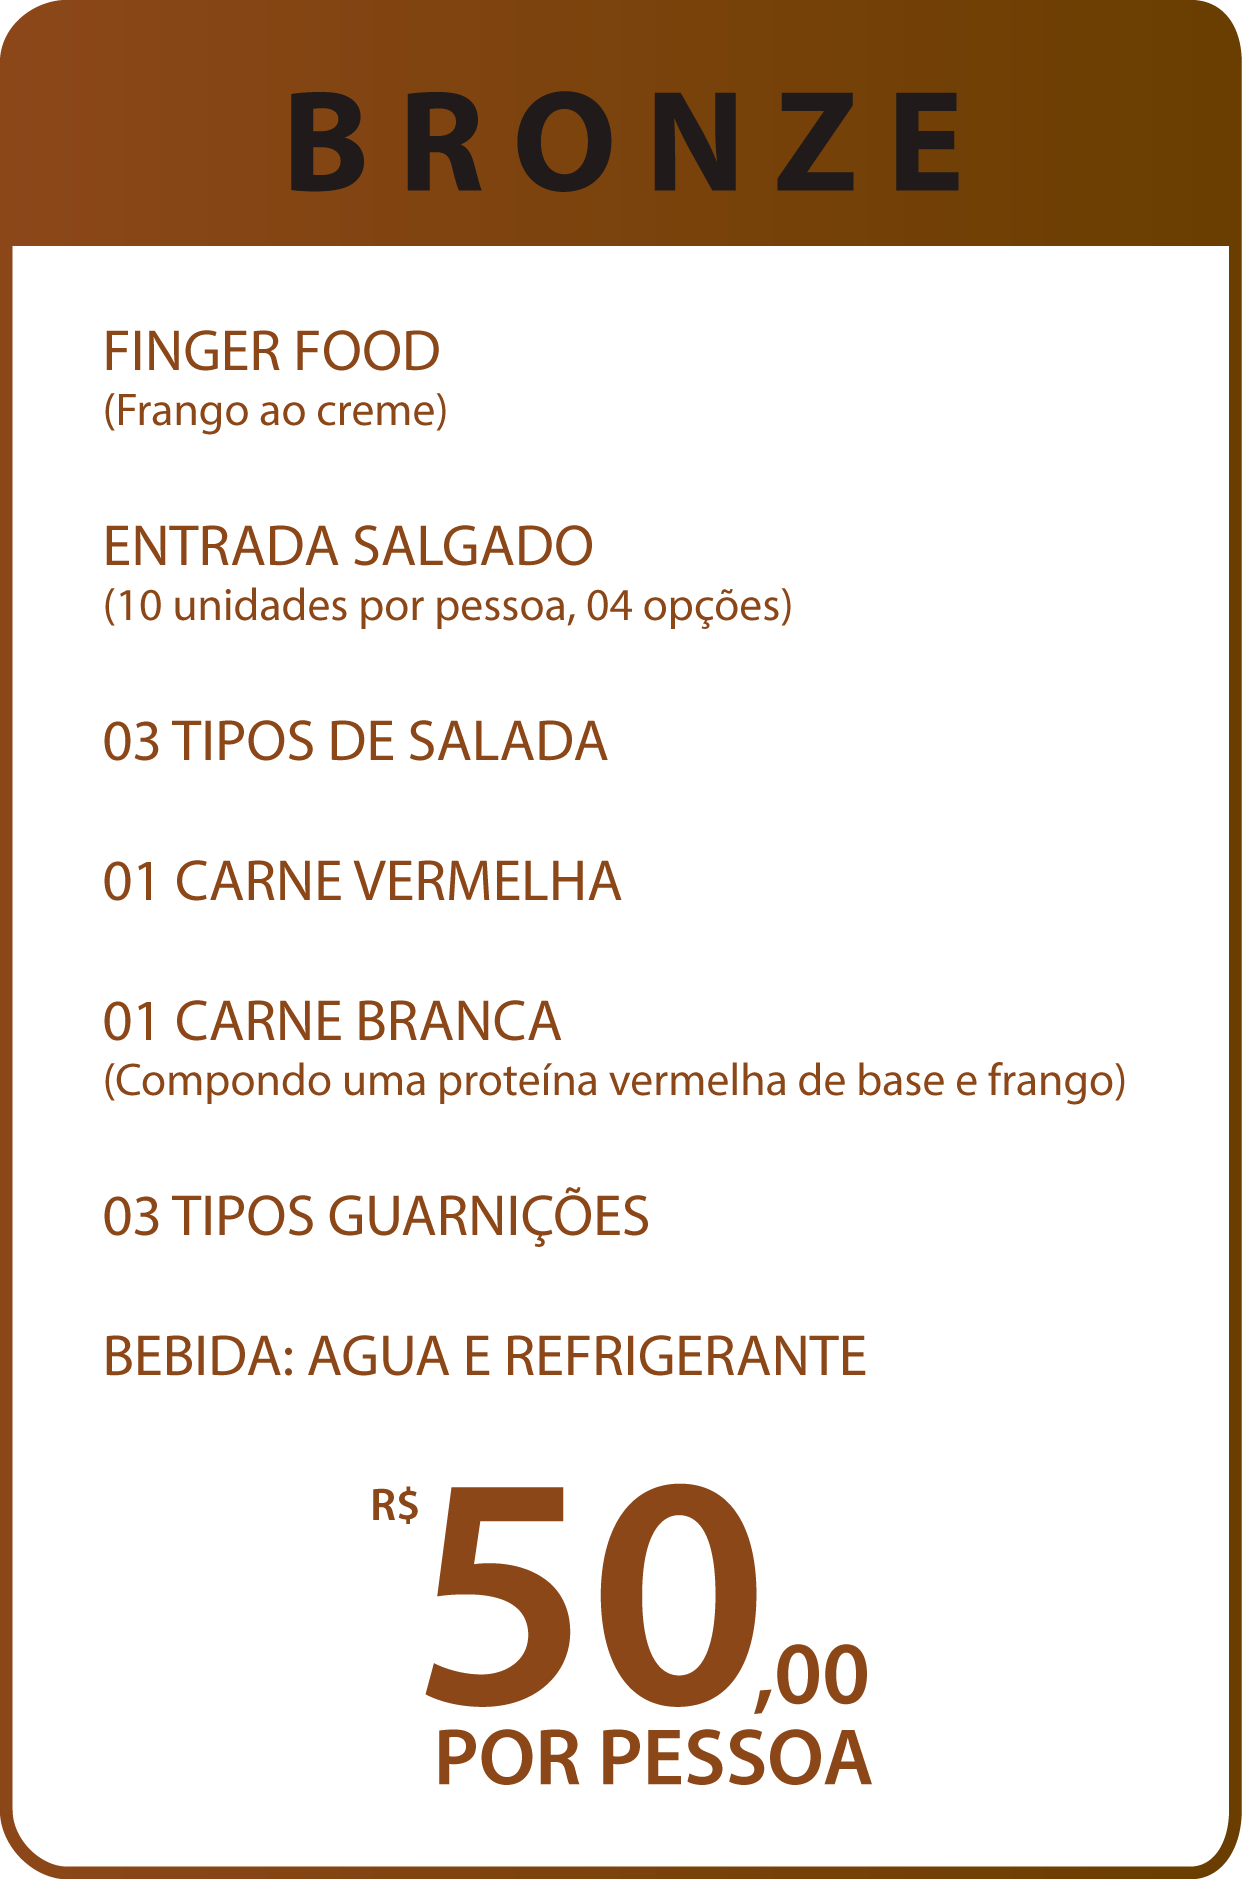 BRONZE
FINGER FOOD
(Frango ao creme)
ENTRADA SALGADO
(10 unidades por pessoa, 04 opções)
03 TIPOS DE SALADA
01 CARNE VERMELHA
01 CARNE BRANCA
(Compondo uma proteína vermelha de base e frango)
03 TIPOS GUARNIÇÕES
BEBIDA: AGUA E REFRIGERANTE
R$ 50,00
POR PESSOA